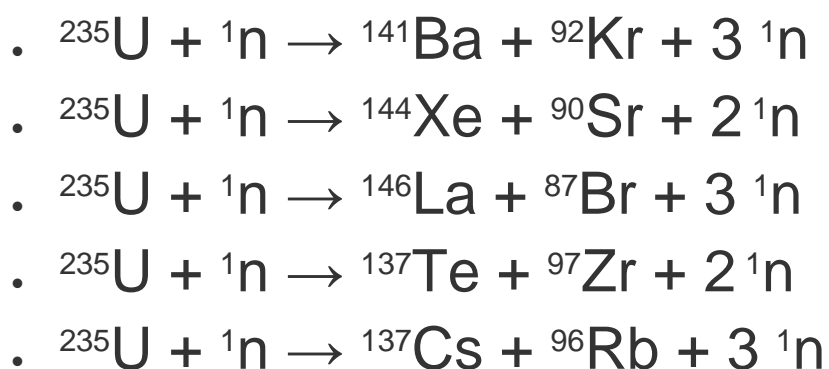 . ²³⁵U + ¹n → ¹⁴¹Ba + ⁹²Kr + 3 ¹n
. ²³⁵U + ¹n → ¹⁴⁴Xe + ⁹⁰Sr + 2 ¹n
. ²³⁵U + ¹n → ¹⁴⁶La + ⁸⁷Br + 3 ¹n
. ²³⁵U + ¹n → ¹³⁷Te + ⁹⁷Zr + 2 ¹n
. ²³⁵U + ¹n → ¹³⁷Cs + ⁹⁶Rb + 3 ¹n